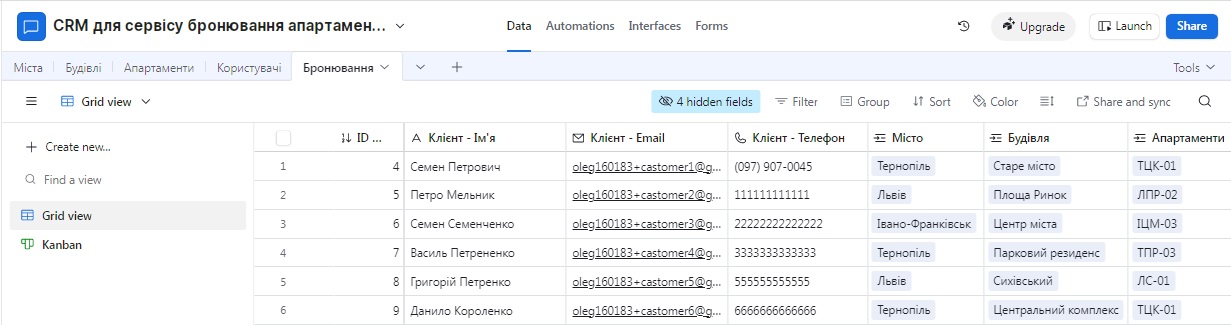 CRM для сервісу бронювання апартамен...
Data Automations Interfaces Forms
Upgrade Launch Share
Міста Будівлі Апартаменти Користувачі Бронювання Tools
Grid view 4 hidden fields Filter Group Sort Color Share and sync
Create new...
Find a view
Grid view
Kanban
ID ... Клієнт - Ім'я Клієнт - Email Клієнт - Телефон Місто Будівля Апартаменти
1 4 Семен Петрович oleg160183+castomer1@g... (097) 907-0045 Тернопіль Старе місто ТЦК-01
2 5 Петро Мельник oleg160183+castomer2@g... 111111111111 Львів Площа Ринок ЛПР-02
3 6 Семен Семенченко oleg160183+castomer3@g... 22222222222222 Івано-Франківськ Центр міста ІЦМ-03
4 7 Василь Петрененко oleg160183+castomer4@g... 3333333333333 Тернопіль Парковий резиденс ТПР-03
5 8 Григорій Петренко oleg160183+castomer5@g... 555555555555 Львів Сихівський ЛС-01
6 9 Данило Короленко oleg160183+castomer6@g... 6666666666666 Тернопіль Центральний комплекс ТЦК-01